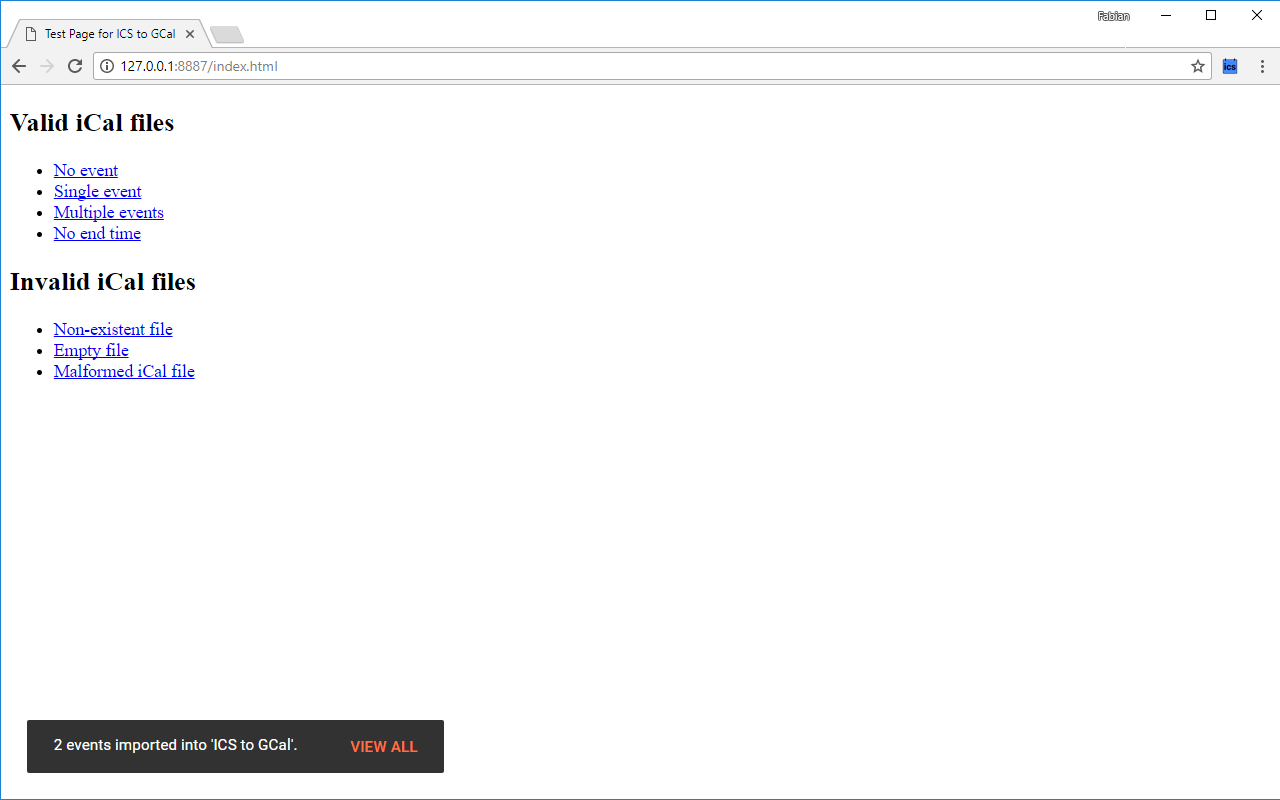 Fabian
Test Page for ICS to GCal
127.0.0.1:8887/index.html
ics
Valid iCal files
No event
Single event
Multiple events
No end time
Invalid iCal files
Non-existent file
Empty file
Malformed iCal file
2 events imported into 'ICS to GCal'. VIEW ALL